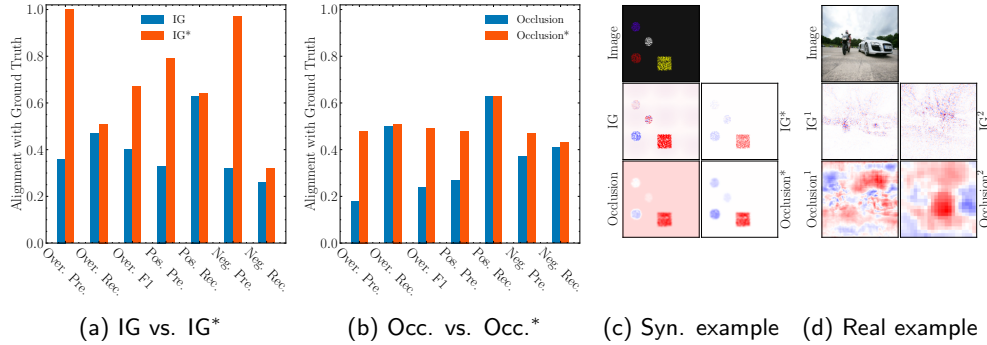 Alignment with Ground Truth
1.0
0.8
0.6
0.4
0.2
0.0
IG
IG*
Over. Pre.
Over. Rec.
Over. F1
Pos. Pre.
Pos. Rec.
Neg. Pre.
Neg. Rec.
(a) IG vs. IG*
Alignment with Ground Truth
1.0
0.8
0.6
0.4
0.2
0.0
Occlusion
Occlusion*
Over. Pre.
Over. Rec.
Over. F1
Pos. Pre.
Pos. Rec.
Neg. Pre.
Neg. Rec.
(b) Occ. vs. Occ.*
Image
IG
IG*
Occlusion
Occlusion*
(c) Syn. example
Image
IG¹
IG²
Occlusion¹
Occlusion²
(d) Real example